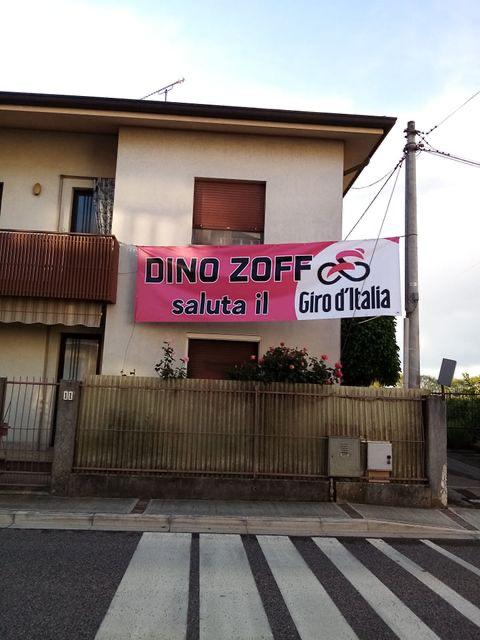 DINO ZOFF
saluta il
Giro d'Italia